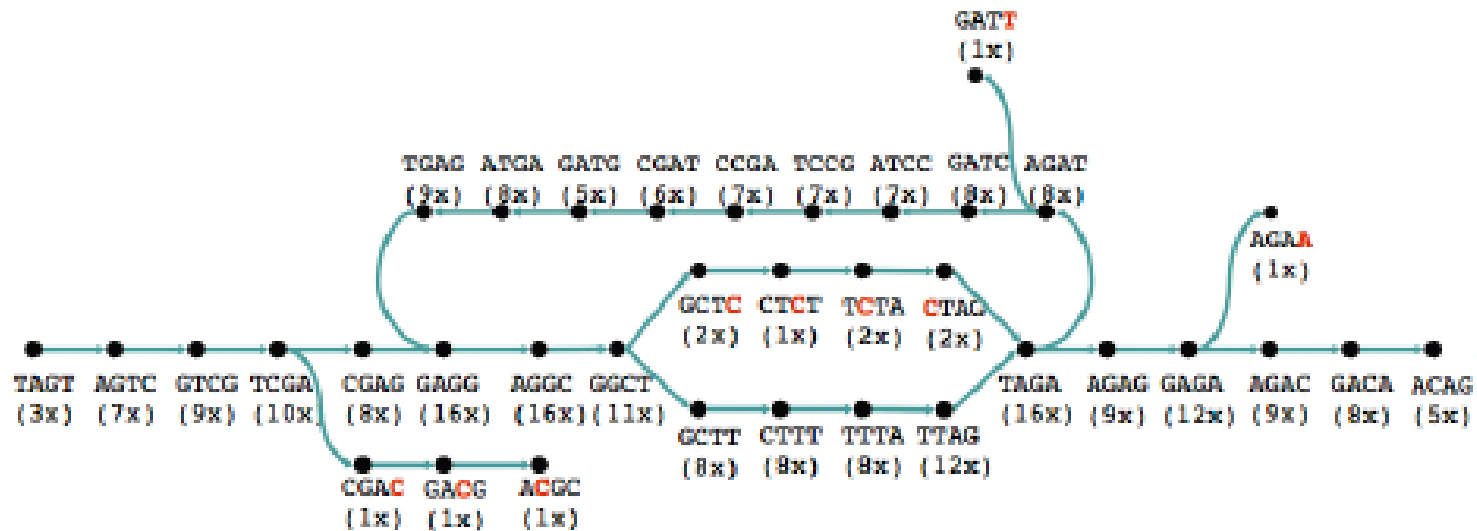 GATT
(1x)
TGAG ATGA GATG CGAT CCGA TCCG ATCC GATC AGAT
(9x) (8x) (5x) (6x) (7x) (7x) (7x) (8x) (8x)
AGAA
(1x)
GCTC CTCT TCTA CTAG
(2x) (1x) (2x) (2x)
TAGT AGTC GTCG TCGA CGAG GAGG AGGC GGCT TAGA AGAG GAGA AGAC GACA ACAG
(3x) (7x) (9x) (10x) (8x) (16x) (16x) (11x) (16x) (9x) (12x) (9x) (8x) (5x)
GCTT CTTT TTTA TTAG
(8x) (8x) (8x) (12x)
CGAC GACG ACGC
(1x) (1x) (1x)